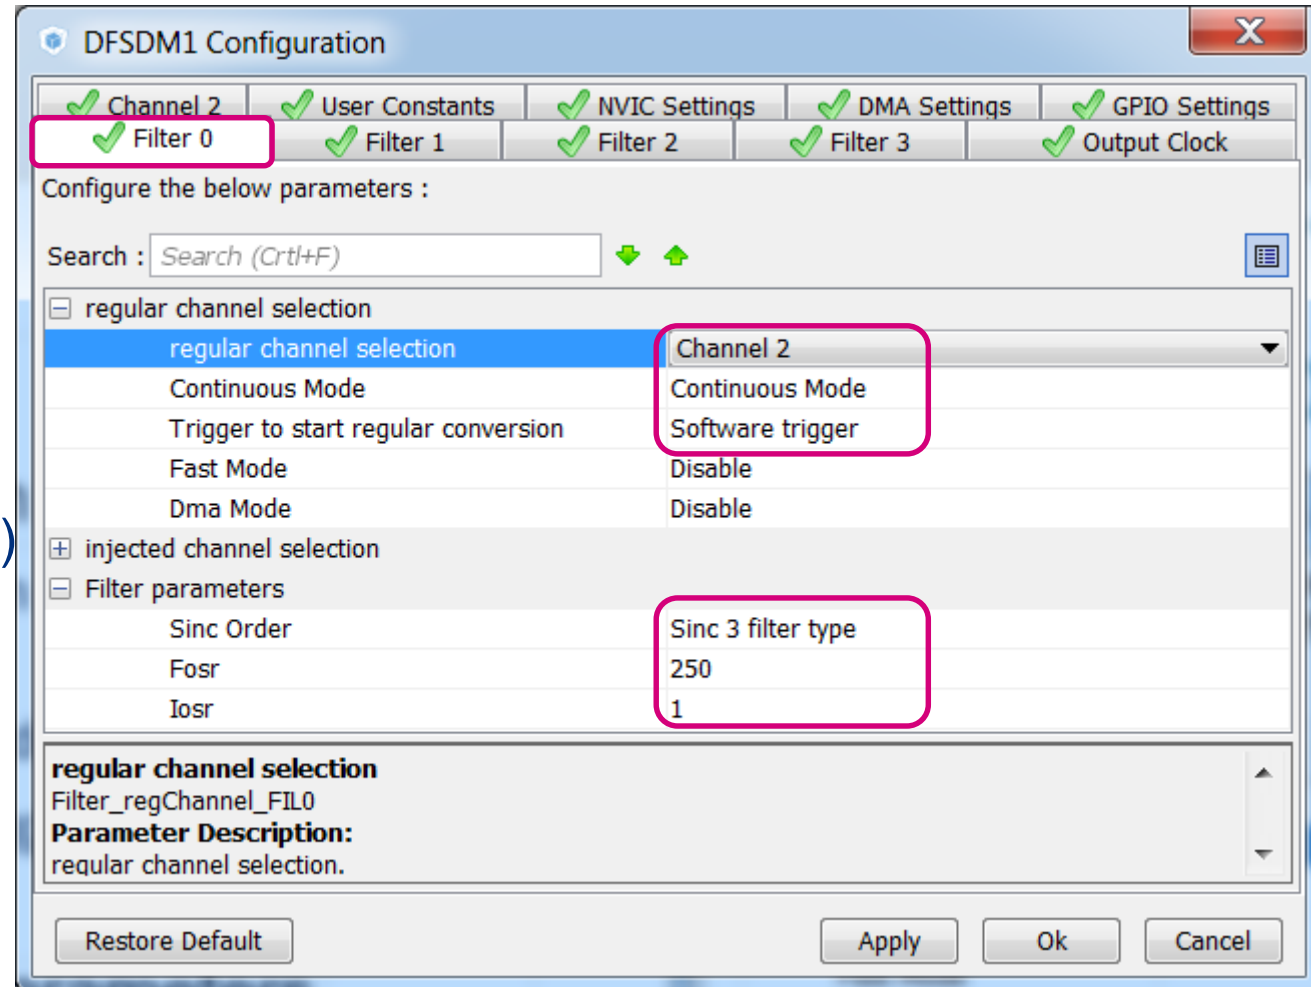 DFSDM1 Configuration
X
Channel 2 User Constants NVIC Settings DMA Settings GPIO Settings
Filter 0 Filter 1 Filter 2 Filter 3 Output Clock
Configure the below parameters :
Search : Search (Crtl+F)
regular channel selection
regular channel selection Channel 2
Continuous Mode Continuous Mode
Trigger to start regular conversion Software trigger
Fast Mode Disable
Dma Mode Disable
)
injected channel selection
Filter parameters
Sinc Order Sinc 3 filter type
Fosr 250
Iosr 1
regular channel selection
Filter_regChannel_FIL0
Parameter Description:
regular channel selection.
Restore Default Apply Ok Cancel